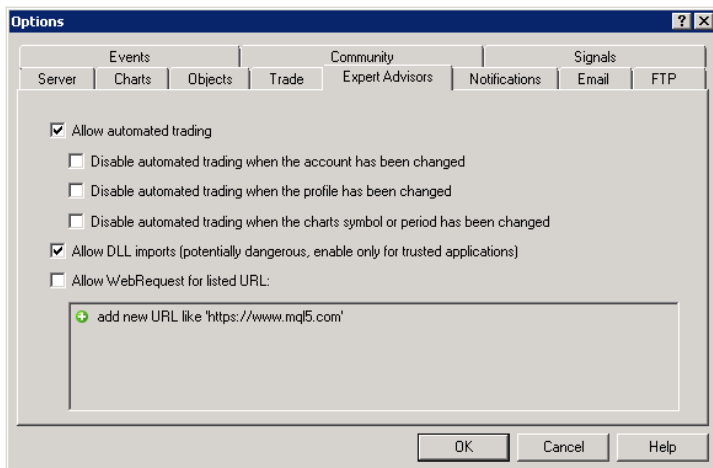 Options
Events Community Signals
Server Charts Objects Trade Expert Advisors Notifications Email FTP
Allow automated trading
Disable automated trading when the account has been changed
Disable automated trading when the profile has been changed
Disable automated trading when the charts symbol or period has been changed
Allow DLL imports (potentially dangerous, enable only for trusted applications)
Allow WebRequest for listed URL:
add new URL like 'https://www.mql5.com'
OK Cancel Help